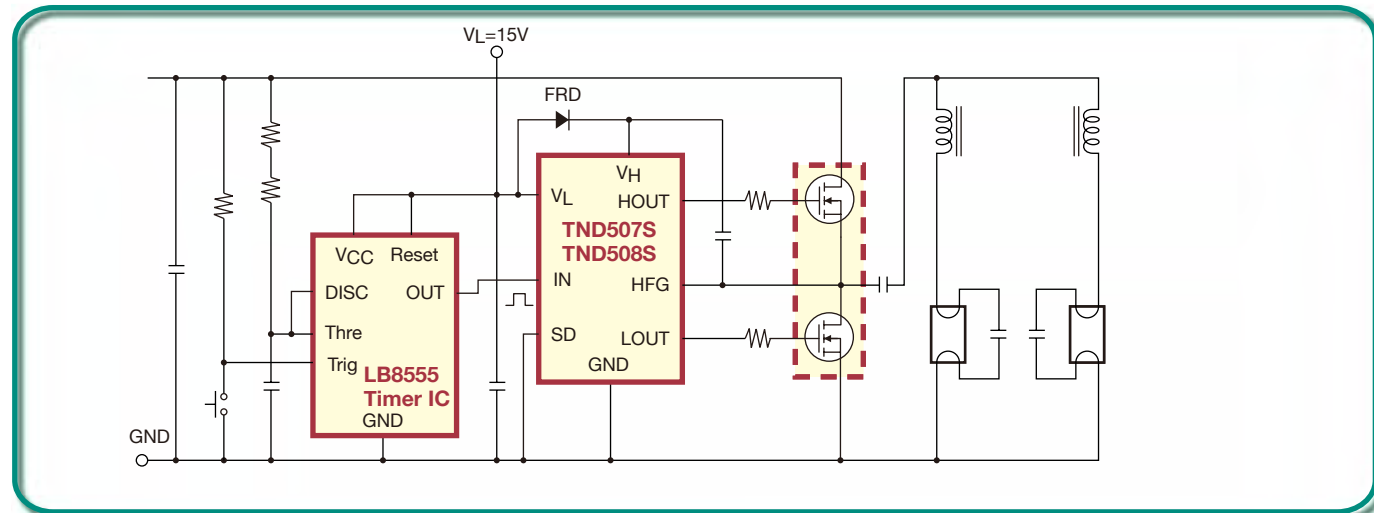 VL=15V
FRD
VH
VL
HOUT
TND507S
TND508S
VCC
Reset
IN
HFG
DISC
OUT
Thre
SD
LOUT
Trig
GND
LB8555
Timer IC
GND
GND